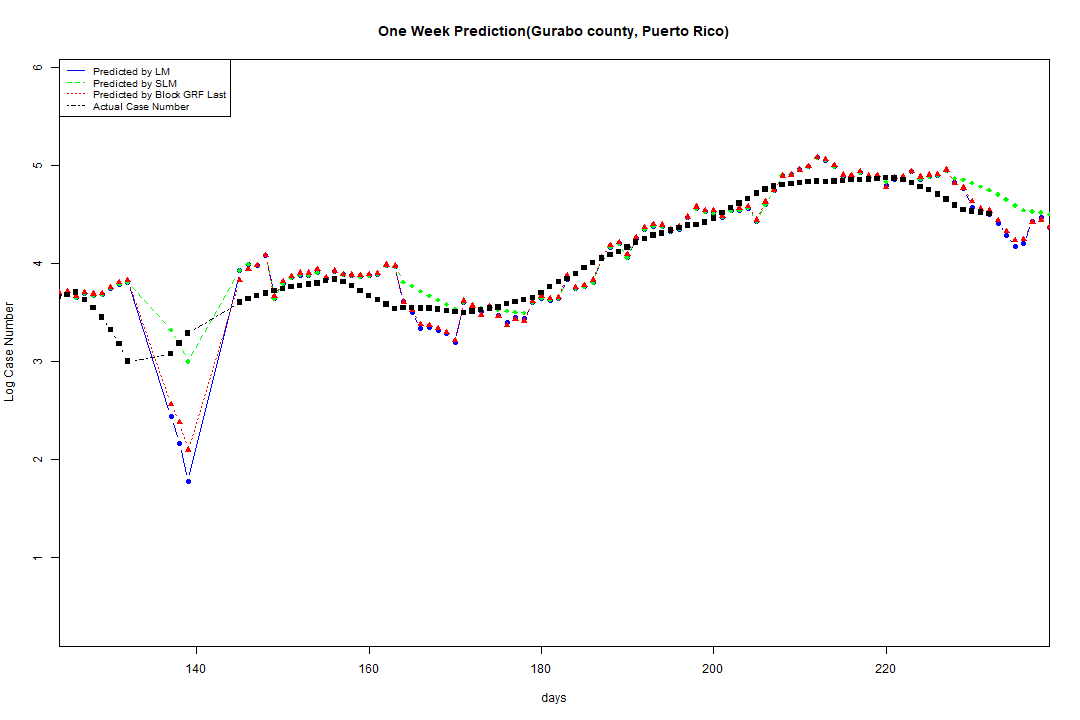 One Week Prediction(Gurabo county, Puerto Rico)
Predicted by LM
Predicted by SLM
Predicted by Block GRF Last
Actual Case Number
6
5
4
3
2
1
Log Case Number
140 160 180 200 220
days